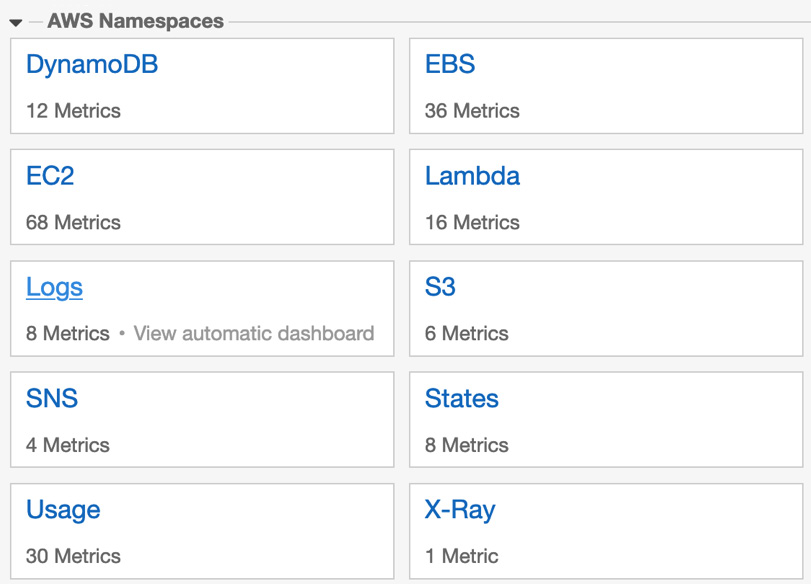 AWS Namespaces
DynamoDB
12 Metrics
EBS
36 Metrics
EC2
68 Metrics
Lambda
16 Metrics
Logs
8 Metrics • View automatic dashboard
S3
6 Metrics
SNS
4 Metrics
States
8 Metrics
Usage
30 Metrics
X-Ray
1 Metric